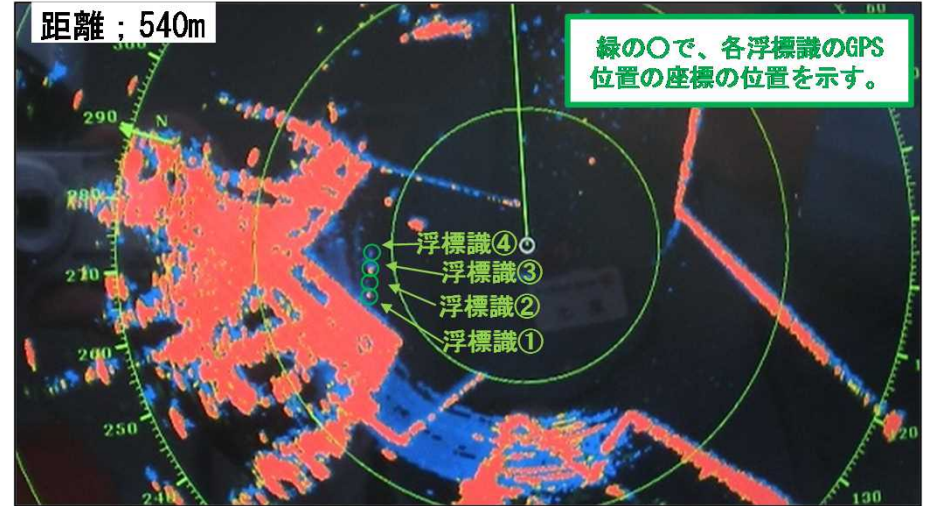 距離；540m
緑の○で、各浮標識のGPS
位置の座標の位置を示す。
60
300
290
N
280
270
浮標識④
浮標識③
浮標識②
浮標識①
260
250
240
120
130